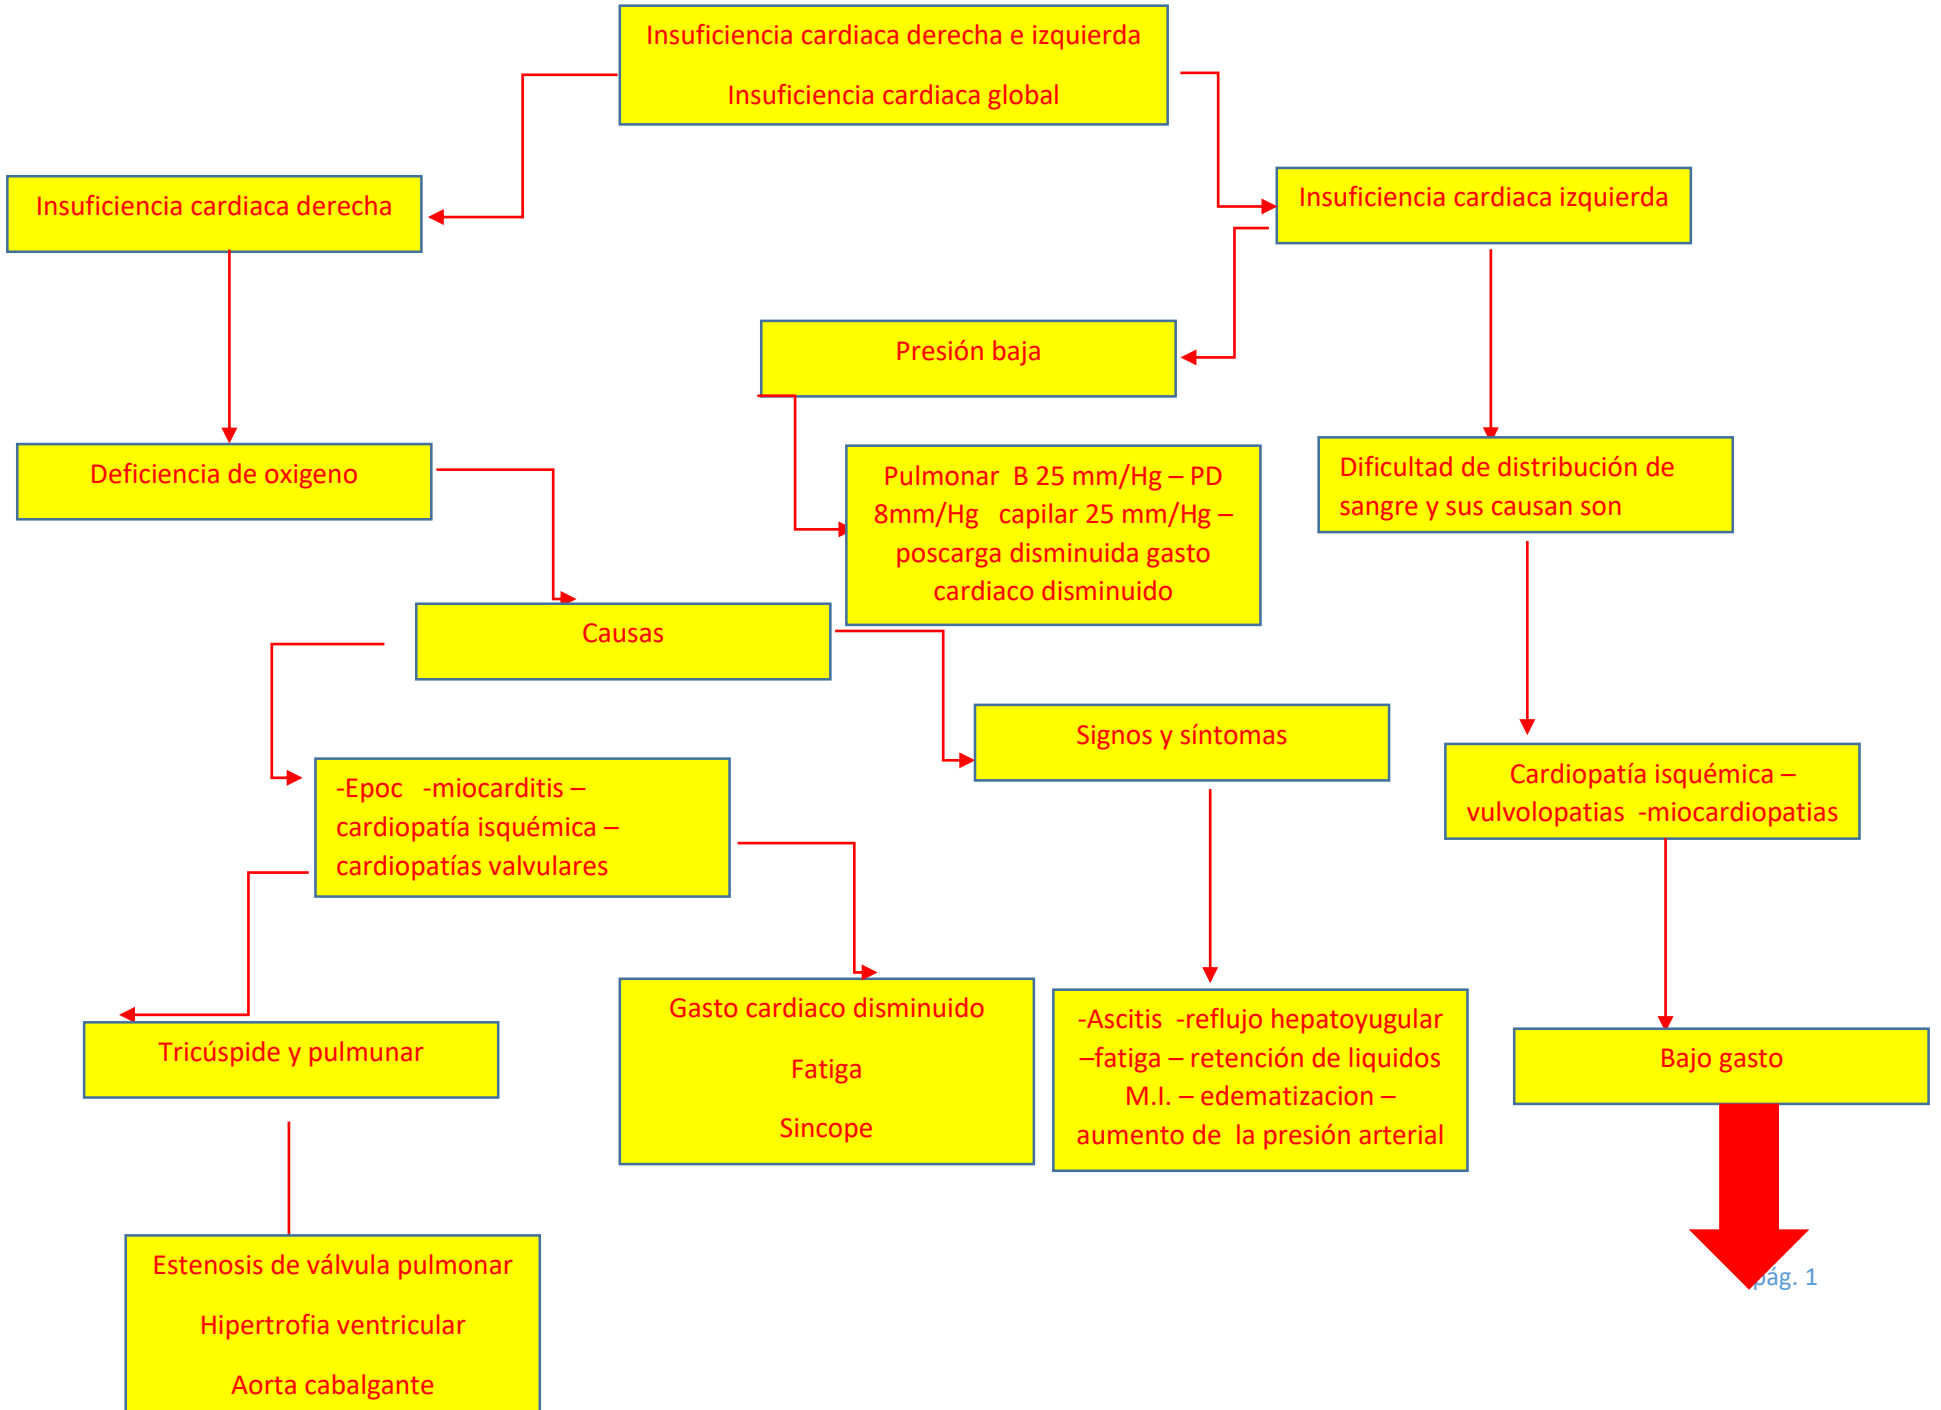 Insuficiencia cardiaca derecha e izquierda
Insuficiencia cardiaca global
Insuficiencia cardiaca derecha
Insuficiencia cardiaca izquierda
Presión baja
Deficiencia de oxigeno
Pulmonar  B 25 mm/Hg – PD
8mm/Hg   capilar 25 mm/Hg –
poscarga disminuida gasto
cardiaco disminuido
Dificultad de distribución de
sangre y sus causan son
Causas
Signos y síntomas
-Epoc   -miocarditis –
cardiopatía isquémica –
cardiopatías valvulares
Cardiopatía isquémica –
vulvolopatias  -miocardiopatias
Tricúspide y pulmunar
Gasto cardiaco disminuido
Fatiga
Sincope
-Ascitis  -reflujo hepatoyugular
–fatiga – retención de liquidos
M.I. – edematizacion –
aumento de  la presión arterial
Bajo gasto
Estenosis de válvula pulmonar
Hipertrofia ventricular
Aorta cabalgante
pág. 1